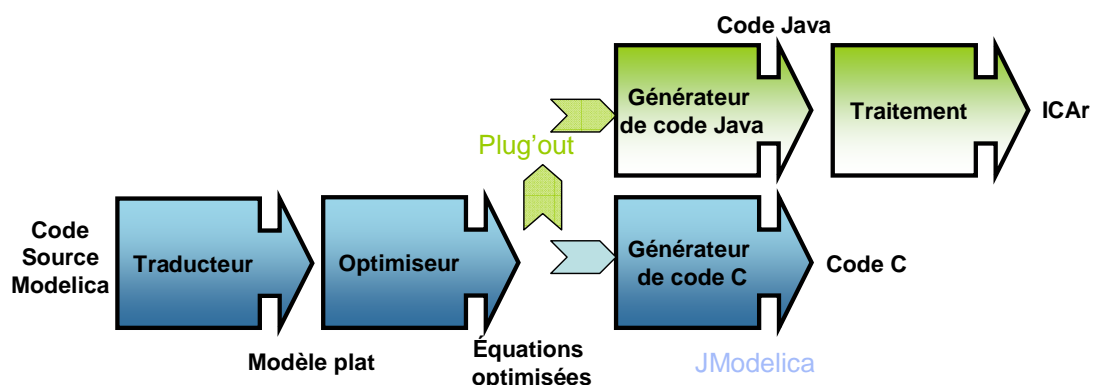 Code Java
Générateur
de code Java
Traitement
ICAr
Plug'out
Code
Source
Modelica
Traducteur
Optimiseur
Générateur
de code C
Code C
Modèle plat
Équations
optimisées
JModelica